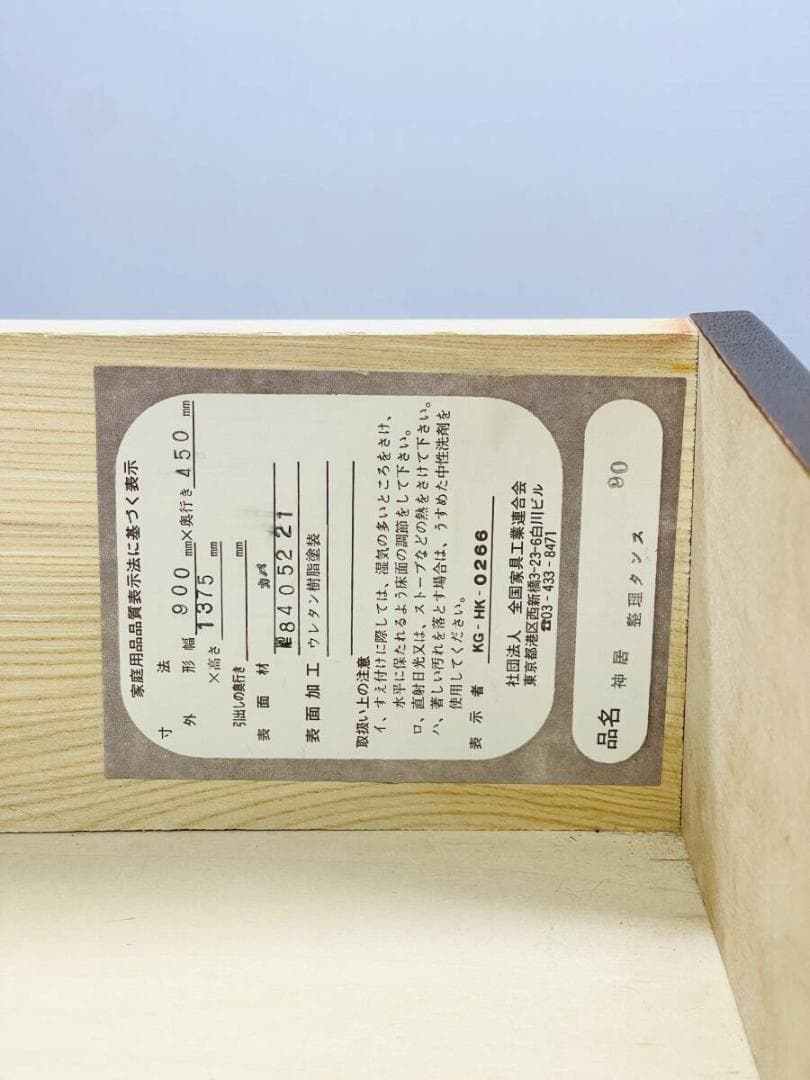 家庭用品品質表示法に基づく表示
寸 法
外 形 幅 900 mm×奥行き 450 mm
×高さ 1375 mm
引出しの奥行き
表 面 材 カバ
8405221
表面加工 ウレタン樹脂塗装
取扱い上の注意
イ、すえ付けに際しては、湿気の多いところをさけ、
水平に保たれるよう床面の調節をして下さい。
ロ、直射日光又は、ストーブなどの熱をさけて下さい。
ハ、著しい汚れを落とす場合は、うすめた中性洗剤を
使用してください。
表 示 者 KG-HK-0266
社団法人 全国家具工業連合会
東京都港区西新橋3-23-6白川ビル
☎03-433-8471
品名 神居 整理タンス 90